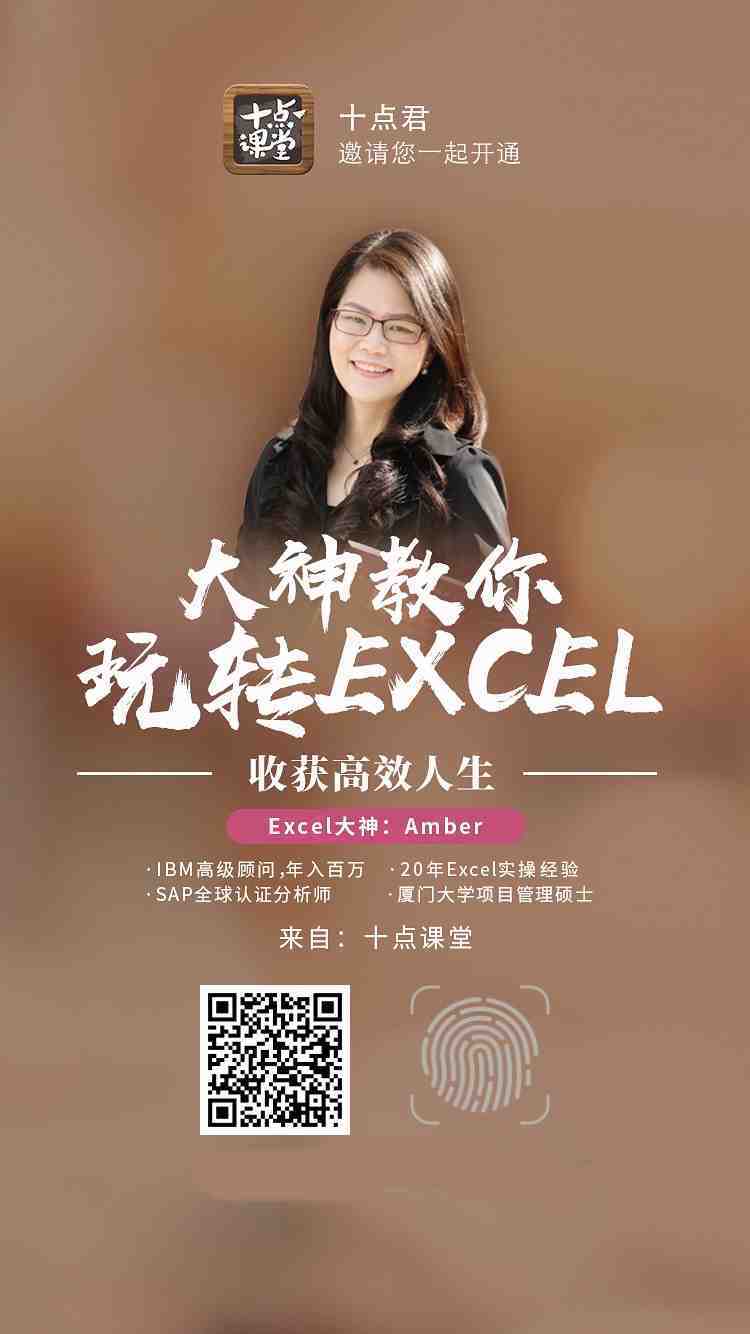 十点
课堂
十点君
邀请您一起开通
大神教你
玩转EXCEL
收获高效人生
Excel大神：Amber
·IBM高级顾问,年入百万 ·20年Excel实操经验
·SAP全球认证分析师 ·厦门大学项目管理硕士
来自：十点课堂